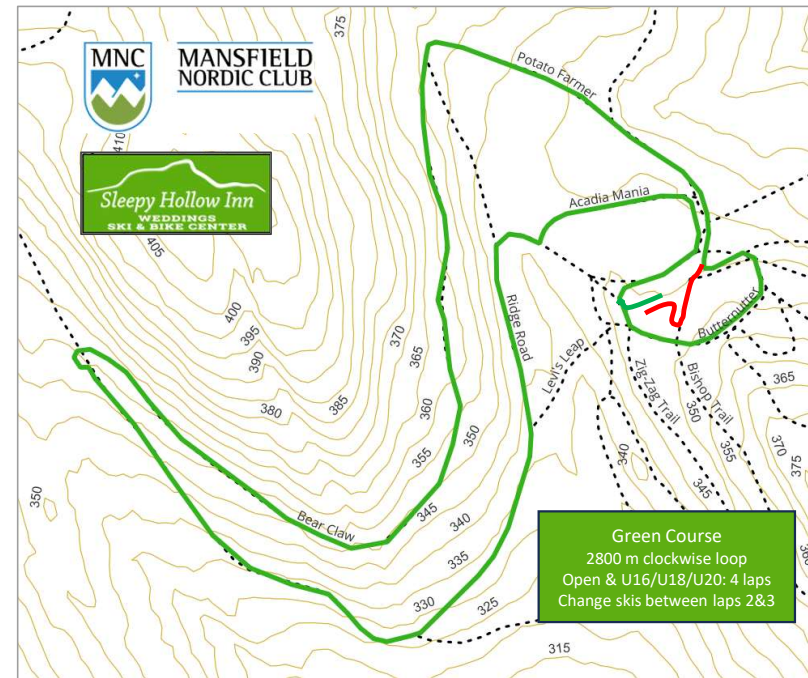 375
MNC
MANSFIELD
NORDIC CLUB
410
Sleepy Hollow Inn
WEDDINGS
SKI & BIKE CENTER
405
400
395
390
380
385
370
365
360
355
350
345
340
335
330
325
315
350
Potato Farmer
Acadia Mania
Ridge Road
Levi's Leap
Zig-Zag Trail
Bishop Trail
Butternutter
Bear Claw
340
350
355
345
365
370
375
Green Course
2800 m clockwise loop
Open & U16/U18/U20: 4 laps
Change skis between laps 2&3